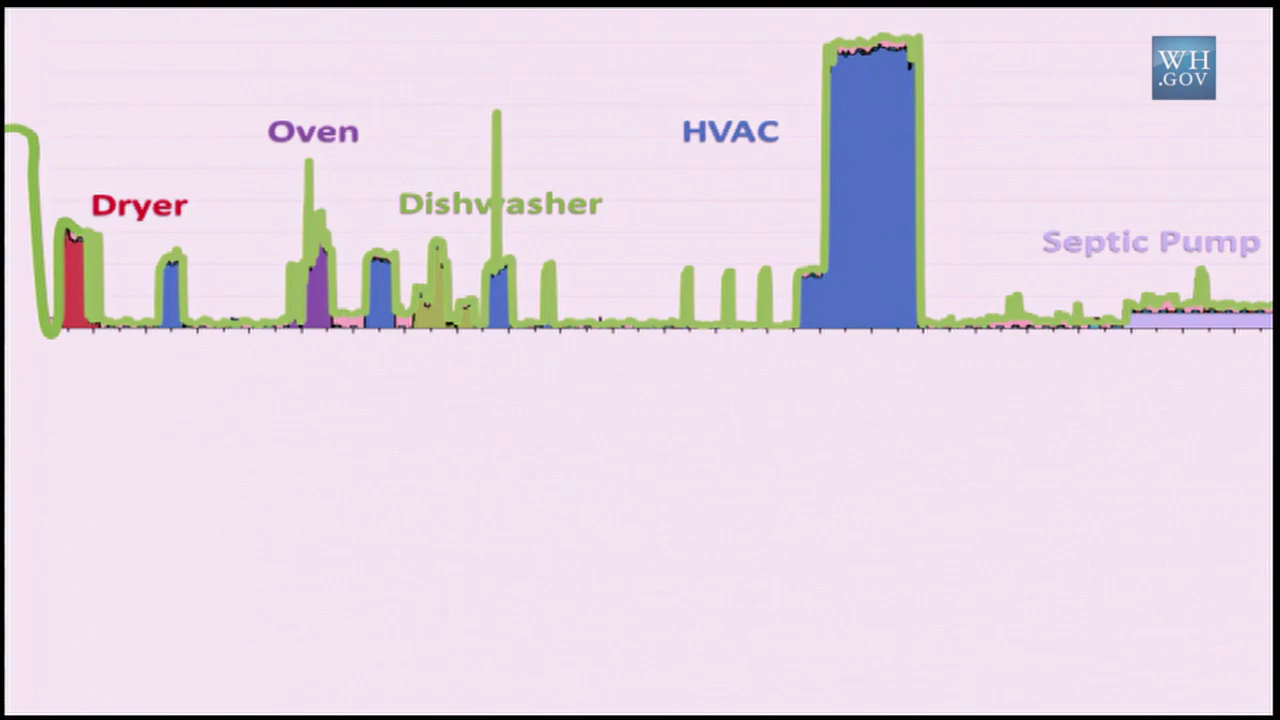 WH
.GOV
Oven
HVAC
Dryer
Dishwasher
Septic Pump